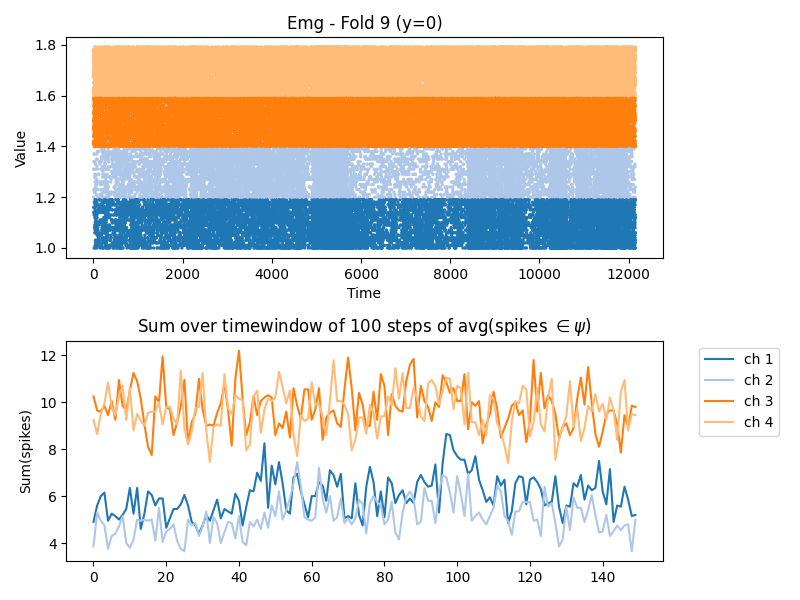 Emg - Fold 9 (y=0)
1.8
1.6
1.4
1.2
1.0
Value
0 2000 4000 6000 8000 10000 12000
Time
Sum over timewindow of 100 steps of avg(spikes ∈ ψ)
12
10
8
6
4
Sum(spikes)
0 20 40 60 80 100 120 140
ch 1
ch 2
ch 3
ch 4